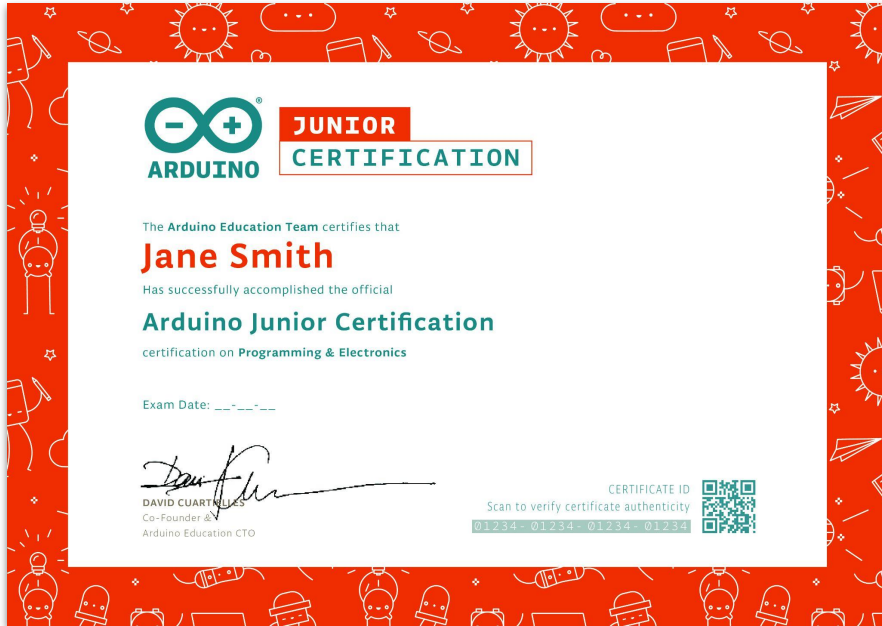 ARDUINO
JUNIOR
CERTIFICATION
The Arduino Education Team certifies that
Jane Smith
Has successfully accomplished the official
Arduino Junior Certification
certification on Programming & Electronics
Exam Date: __-__-__
DAVID CUARTIELLES
Co-Founder &
Arduino Education CTO
CERTIFICATE ID
Scan to verify certificate authenticity
01234- 01234- 01234- 01234